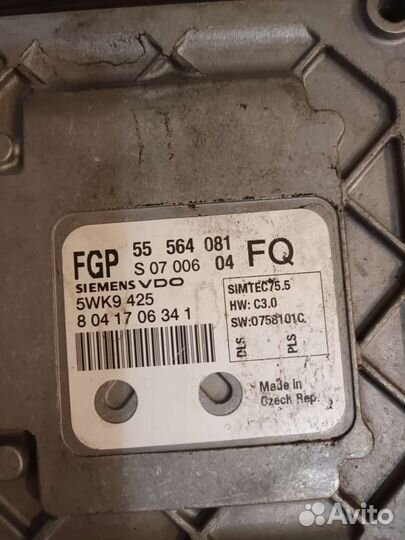 FGP 55 564 081 FQ
S 07 006 04
SIEMENS VDO
5WK9 425
8 04 17 06 34 1
SIMTEC75.5
HW: C3.0
SW:0758101C.
DLS
PLS
Made in
Czech Rep.
Avito